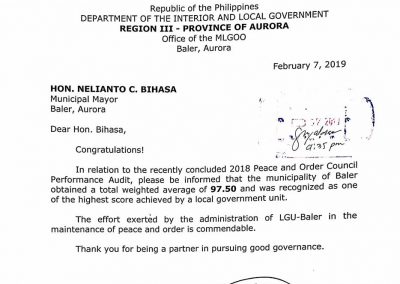 Republic of the Philippines
DEPARTMENT OF THE INTERIOR AND LOCAL GOVERNMENT
REGION III - PROVINCE OF AURORA
Office of the MLGOO
Baler, Aurora
February 7, 2019
HON. NELIANTO C. BIHASA
Municipal Mayor
Baler, Aurora
Dear Hon. Bihasa,
Congratulations!
In relation to the recently concluded 2018 Peace and Order Council
Performance Audit, please be informed that the municipality of Baler
obtained a total weighted average of 97.50 and was recognized as one
of the highest score achieved by a local government unit.
The effort exerted by the administration of LGU-Baler in the
maintenance of peace and order is commendable.
Thank you for being a partner in pursuing good governance.